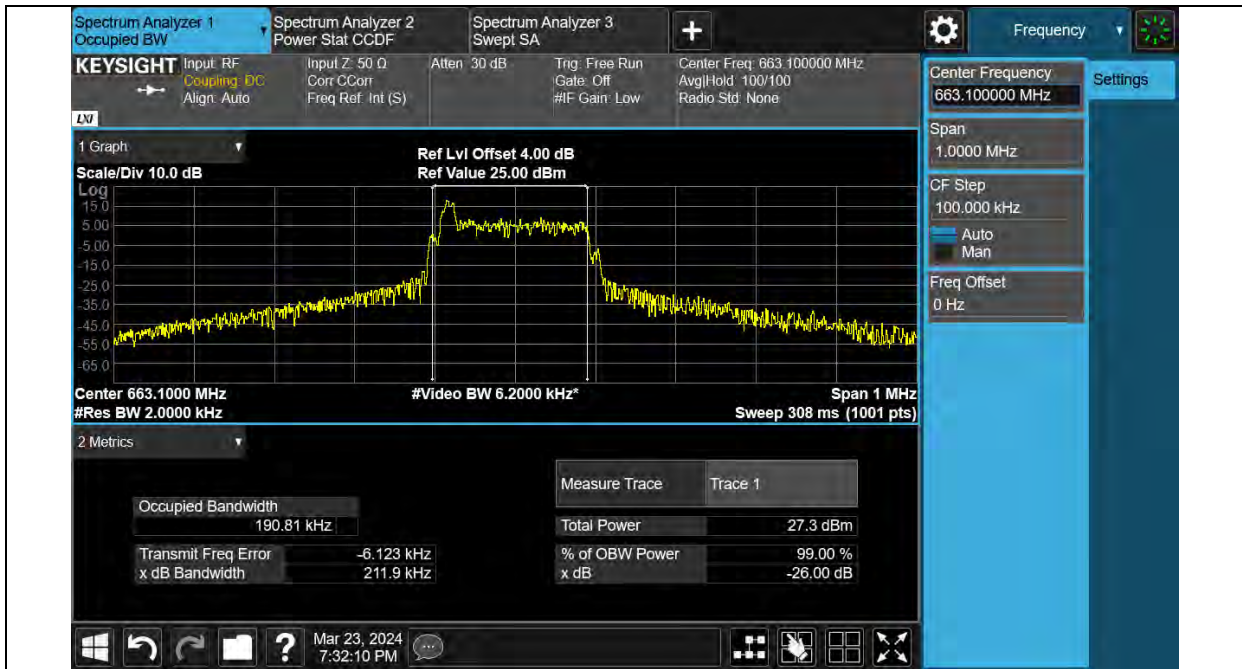 Spectrum Analyzer 1
Occupied BW
Spectrum Analyzer 2
Power Stat CCDF
Spectrum Analyzer 3
Swept SA
Frequency
KEYSIGHT
Input: RF
Coupling: DC
Align: Auto
Input Z: 50 Ω
Corr CCorr
Freq Ref: Int (S)
Atten: 30 dB
Trig: Free Run
Gate: Off
#IF Gain: Low
Center Freq: 663.100000 MHz
Avg|Hold: 100/100
Radio Std: None
LXI
Center Frequency
663.100000 MHz
Settings
Span
1.0000 MHz
CF Step
100.000 kHz
Auto
Man
Freq Offset
0 Hz
1 Graph
Scale/Div 10.0 dB
Ref Lvl Offset 4.00 dB
Ref Value 25.00 dBm
Log
15.0
5.00
-5.00
-15.0
-25.0
-35.0
-45.0
-55.0
-65.0
Center 663.1000 MHz
#Video BW 6.2000 kHz*
Span 1 MHz
#Res BW 2.0000 kHz
Sweep 308 ms (1001 pts)
2 Metrics
Measure Trace Trace 1
Occupied Bandwidth
190.81 kHz
Total Power 27.3 dBm
Transmit Freq Error -6.123 kHz
% of OBW Power 99.00 %
x dB Bandwidth 211.9 kHz
x dB -26.00 dB
Mar 23, 2024
7:32:10 PM